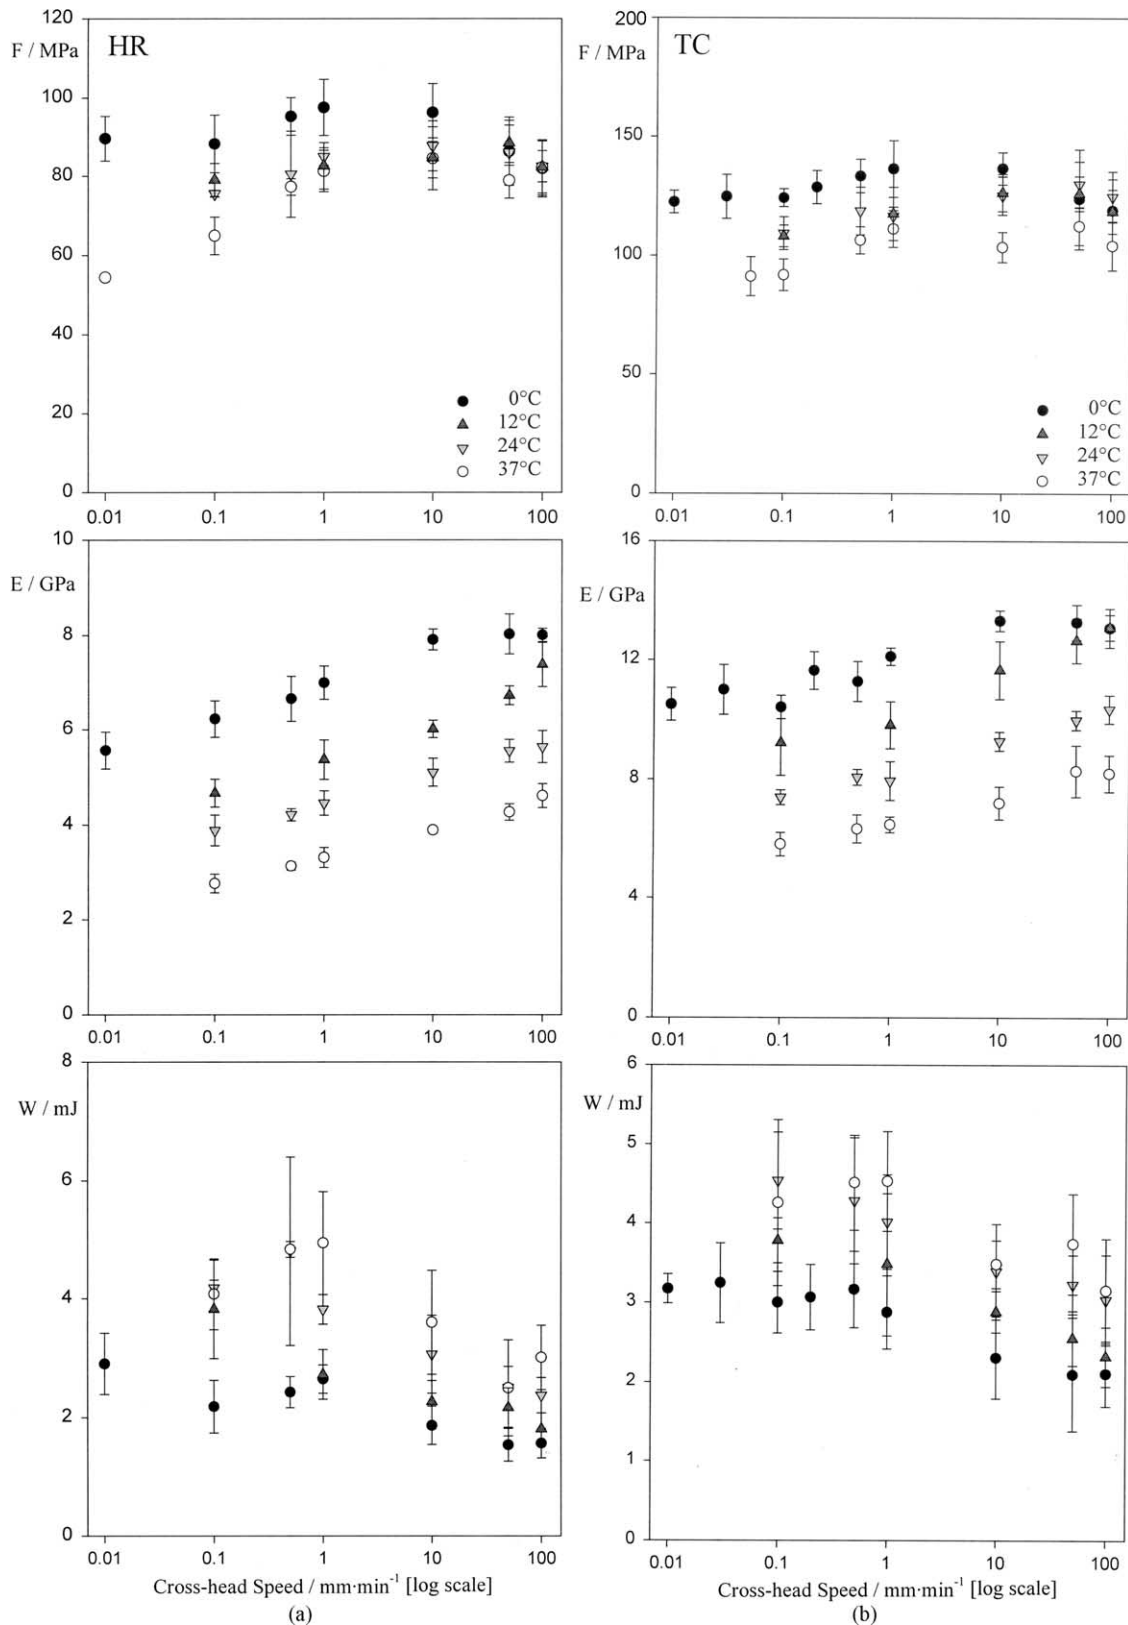 100
F / MPa
HR
80
60
40
20
0
0°C
12°C
24°C
37°C
0.01 0.1 1 10 100
200
F / MPa
TC
150
100
50
0
0°C
12°C
24°C
37°C
0.01 0.1 1 10 100
10
E / GPa
8
6
4
2
0
0.01 0.1 1 10 100
16
E / GPa
12
8
4
0
0.01 0.1 1 10 100
8
W / mJ
6
4
2
0
0.01 0.1 1 10 100
Cross-head Speed / mm·min⁻¹ [log scale]
(a)
6
W / mJ
5
4
3
2
1
0
0.01 0.1 1 10 100
Cross-head Speed / mm·min⁻¹ [log scale]
(b)